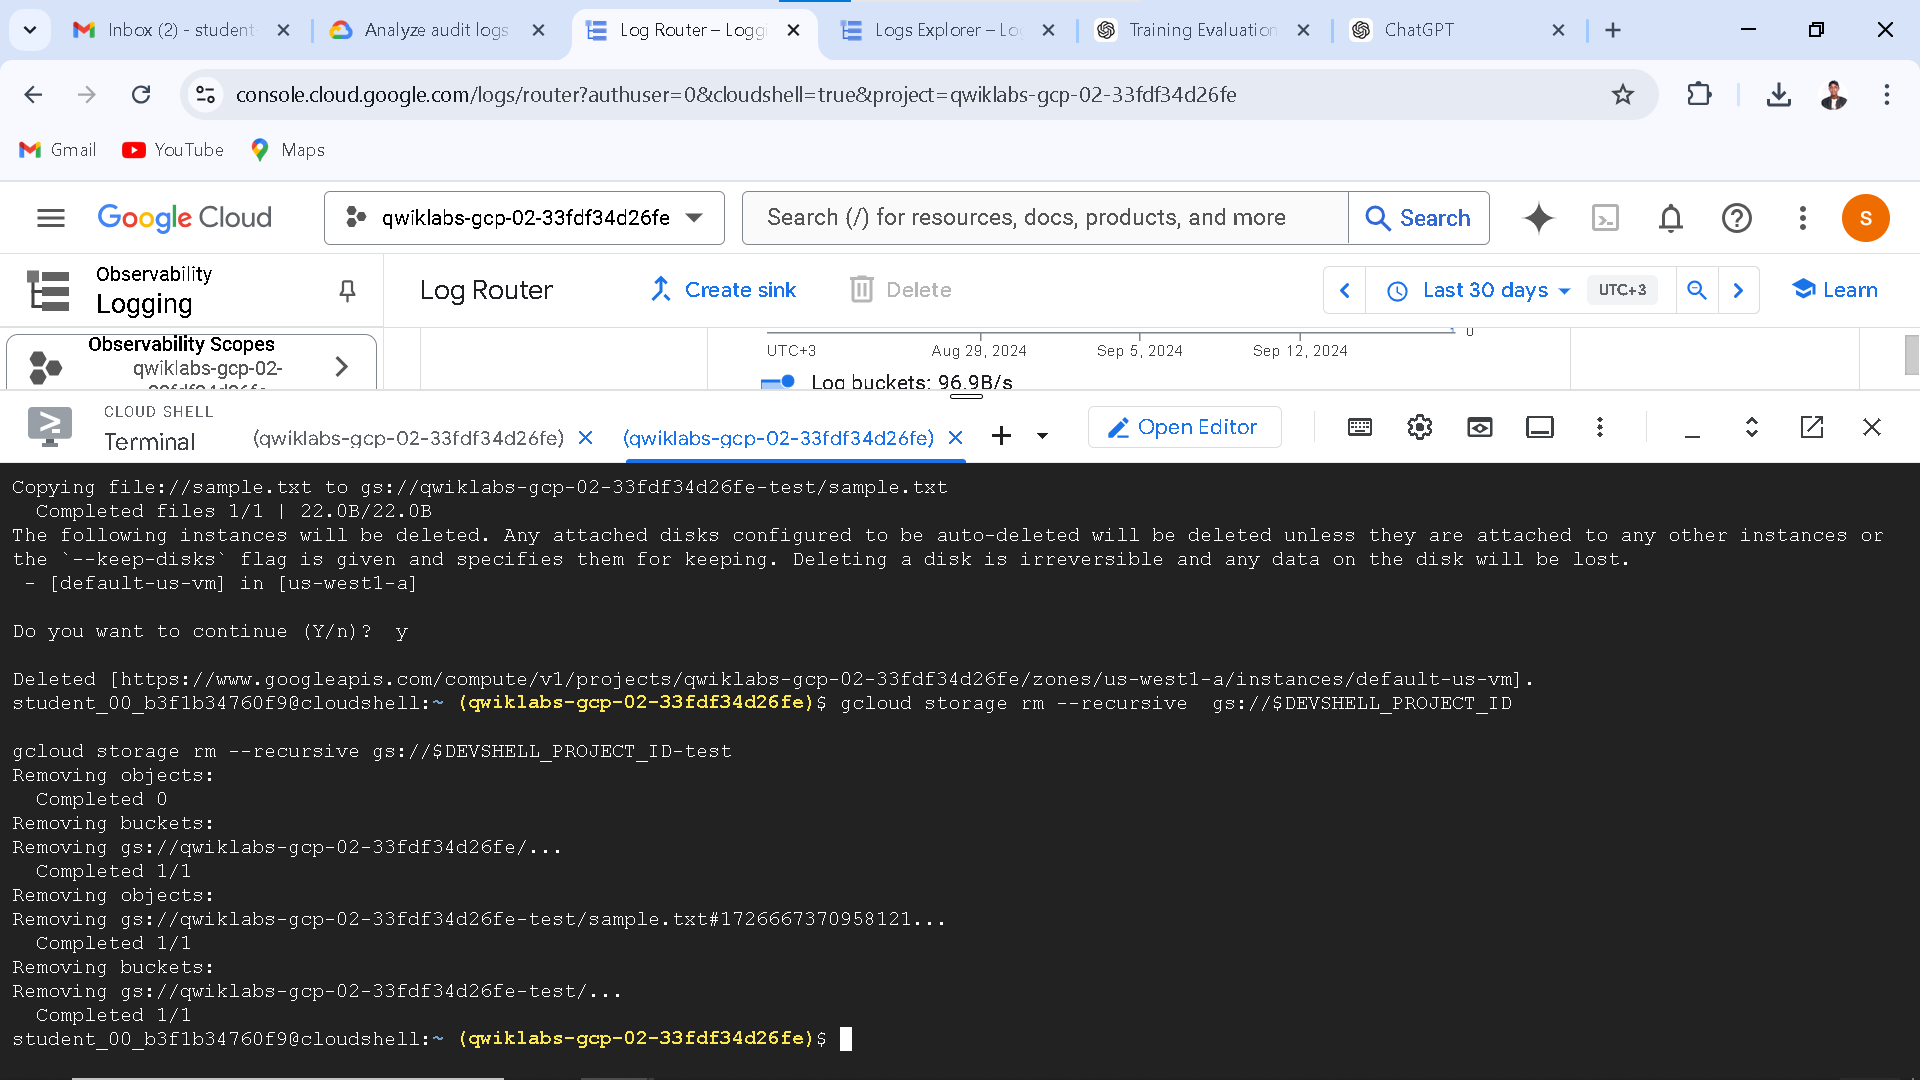 Inbox (2) - student
Analyze audit logs
Log Router – Loggi
Logs Explorer – Lo
Training Evaluation
ChatGPT
console.cloud.google.com/logs/router?authuser=0&cloudshell=true&project=qwiklabs-gcp-02-33fdf34d26fe
Gmail
YouTube
Maps
Google Cloud
qwiklabs-gcp-02-33fdf34d26fe
Search (/) for resources, docs, products, and more
Search
S
Observability
Logging
Log Router
Create sink
Delete
Last 30 days
UTC+3
Learn
Observability Scopes
qwiklabs-gcp-02-
33fdf34d26fe
0
UTC+3
Aug 29, 2024
Sep 5, 2024
Sep 12, 2024
Log buckets: 96.9B/s
CLOUD SHELL
Terminal
(qwiklabs-gcp-02-33fdf34d26fe)
(qwiklabs-gcp-02-33fdf34d26fe)
Open Editor
Copying file://sample.txt to gs://qwiklabs-gcp-02-33fdf34d26fe-test/sample.txt
Completed files 1/1 | 22.0B/22.0B
The following instances will be deleted. Any attached disks configured to be auto-deleted will be deleted unless they are attached to any other instances or
the `--keep-disks` flag is given and specifies them for keeping. Deleting a disk is irreversible and any data on the disk will be lost.
- [default-us-vm] in [us-west1-a]
Do you want to continue (Y/n)?  y
Deleted [https://www.googleapis.com/compute/v1/projects/qwiklabs-gcp-02-33fdf34d26fe/zones/us-west1-a/instances/default-us-vm].
student_00_b3f1b34760f9@cloudshell:~ (qwiklabs-gcp-02-33fdf34d26fe)$ gcloud storage rm --recursive  gs://$DEVSHELL_PROJECT_ID
gcloud storage rm --recursive gs://$DEVSHELL_PROJECT_ID-test
Removing objects:
Completed 0
Removing buckets:
Removing gs://qwiklabs-gcp-02-33fdf34d26fe/...
Completed 1/1
Removing objects:
Removing gs://qwiklabs-gcp-02-33fdf34d26fe-test/sample.txt#1726667370958121...
Completed 1/1
Removing buckets:
Removing gs://qwiklabs-gcp-02-33fdf34d26fe-test/...
Completed 1/1
student_00_b3f1b34760f9@cloudshell:~ (qwiklabs-gcp-02-33fdf34d26fe)$